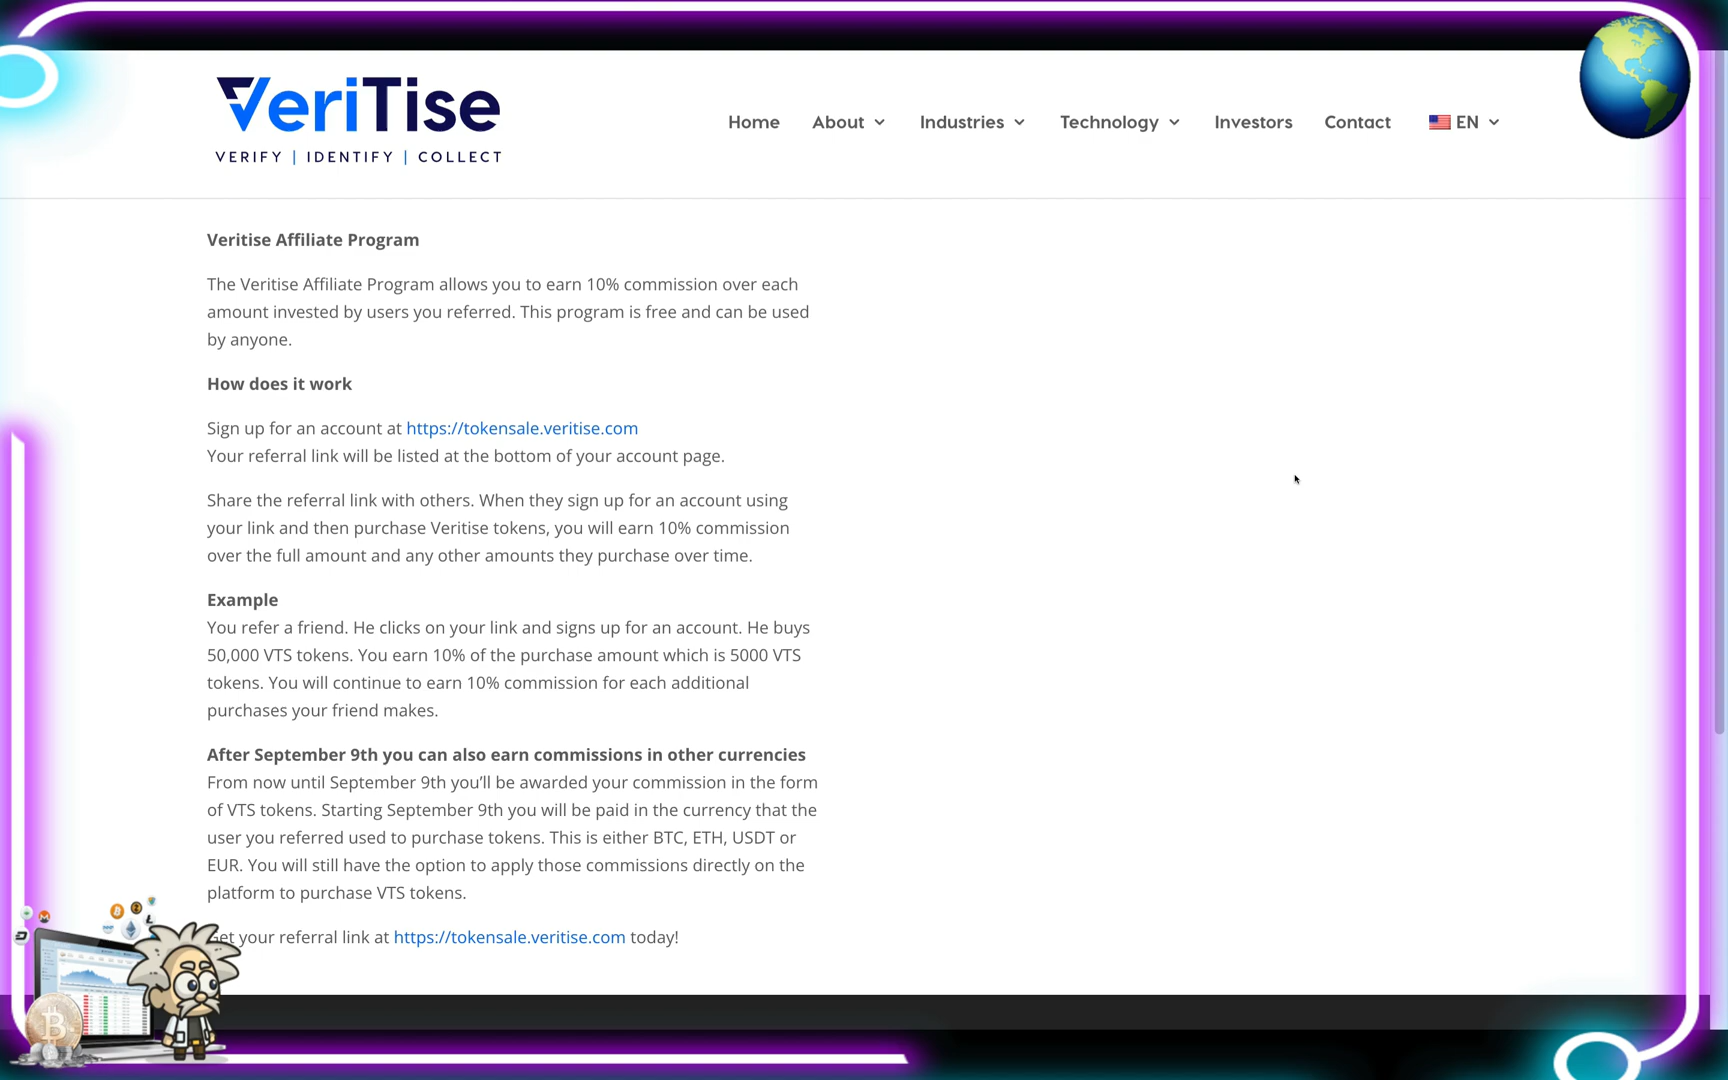 VeriTise
VERIFY | IDENTIFY | COLLECT
Home About Industries Technology Investors Contact EN
Veritise Affiliate Program
The Veritise Affiliate Program allows you to earn 10% commission over each
amount invested by users you referred. This program is free and can be used
by anyone.
How does it work
Sign up for an account at https://tokensale.veritise.com
Your referral link will be listed at the bottom of your account page.
Share the referral link with others. When they sign up for an account using
your link and then purchase Veritise tokens, you will earn 10% commission
over the full amount and any other amounts they purchase over time.
Example
You refer a friend. He clicks on your link and signs up for an account. He buys
50,000 VTS tokens. You earn 10% of the purchase amount which is 5000 VTS
tokens. You will continue to earn 10% commission for each additional
purchases your friend makes.
After September 9th you can also earn commissions in other currencies
From now until September 9th you’ll be awarded your commission in the form
of VTS tokens. Starting September 9th you will be paid in the currency that the
user you referred used to purchase tokens. This is either BTC, ETH, USDT or
EUR. You will still have the option to apply those commissions directly on the
platform to purchase VTS tokens.
Get your referral link at https://tokensale.veritise.com today!